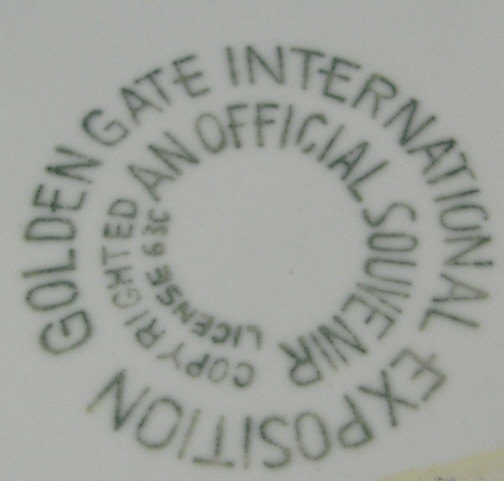 GOLDEN GATE INTERNATIONAL EXPOSITION
AN OFFICIAL SOUVENIR
COPYRIGHTED
LICENSE 63C